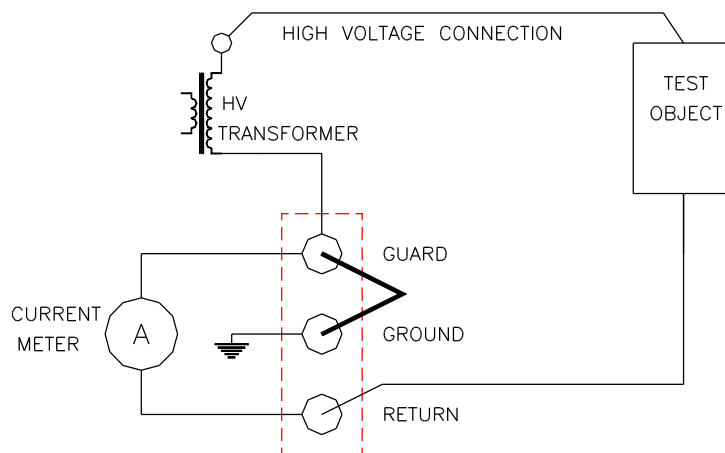 HIGH VOLTAGE CONNECTION
TEST
OBJECT
HV
TRANSFORMER
GUARD
CURRENT
METER
A
GROUND
RETURN